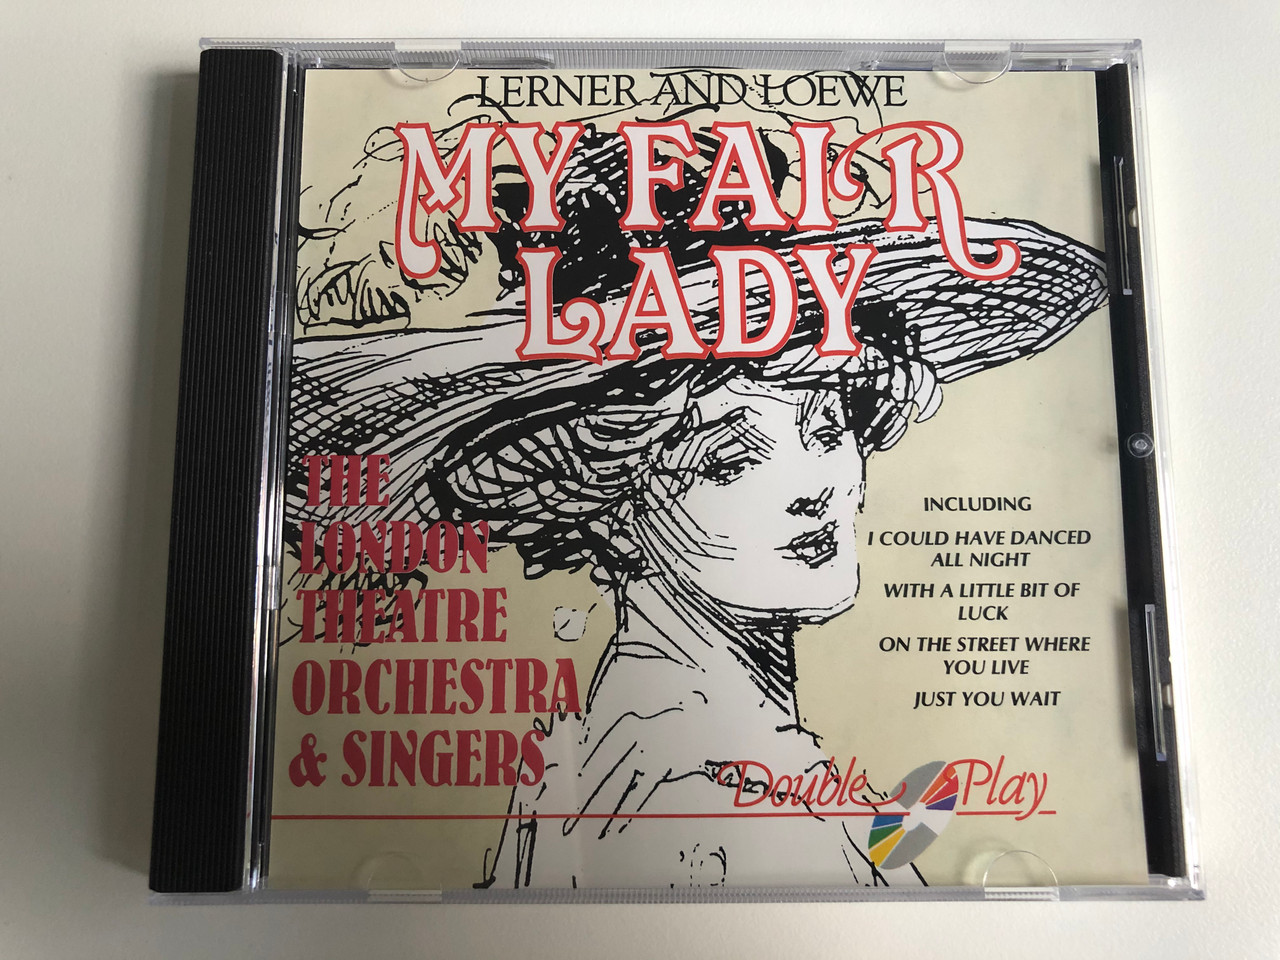 LERNER AND LOEWE
MY FAIR
LADY
THE
LONDON
THEATRE
ORCHESTRA
& SINGERS
INCLUDING
I COULD HAVE DANCED
ALL NIGHT
WITH A LITTLE BIT OF
LUCK
ON THE STREET WHERE
YOU LIVE
JUST YOU WAIT
Double Play